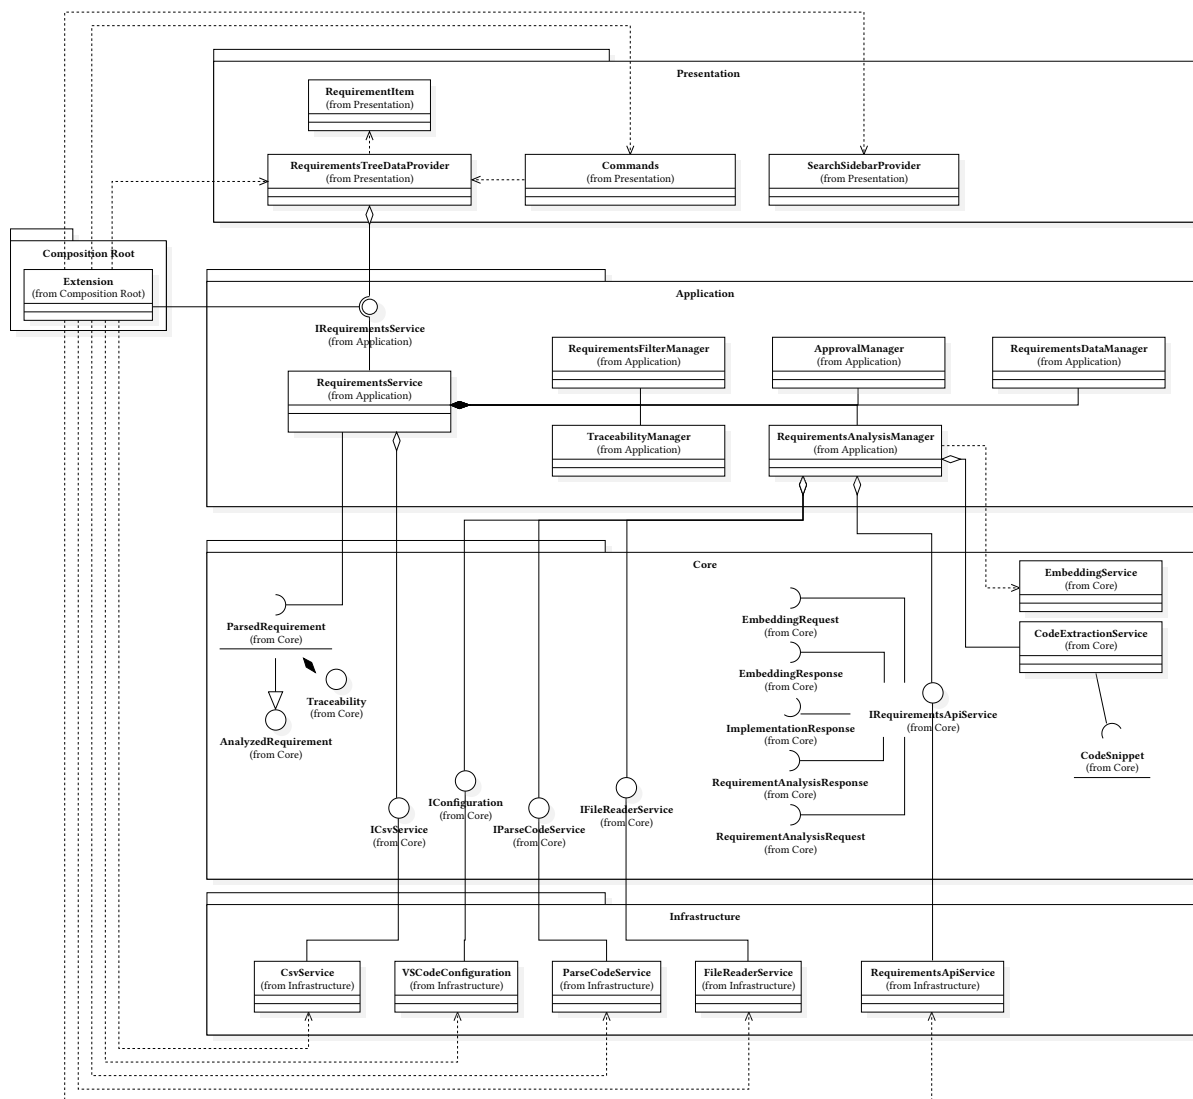 Presentation
RequirementItem
(from Presentation)
RequirementsTreeDataProvider
(from Presentation)
Commands
(from Presentation)
SearchSidebarProvider
(from Presentation)
Composition Root
Extension
(from Composition Root)
Application
IRequirementsService
(from Application)
RequirementsFilterManager
(from Application)
ApprovalManager
(from Application)
RequirementsDataManager
(from Application)
RequirementsService
(from Application)
TraceabilityManager
(from Application)
RequirementsAnalysisManager
(from Application)
Core
EmbeddingService
(from Core)
ParsedRequirement
(from Core)
EmbeddingRequest
(from Core)
CodeExtractionService
(from Core)
EmbeddingResponse
(from Core)
Traceability
(from Core)
IRequirementsApiService
(from Core)
ImplementationResponse
(from Core)
AnalyzedRequirement
(from Core)
CodeSnippet
(from Core)
RequirementAnalysisResponse
(from Core)
IConfiguration
(from Core)
IFileReaderService
(from Core)
ICsvService
(from Core)
IParseCodeService
(from Core)
RequirementAnalysisRequest
(from Core)
Infrastructure
CsvService
(from Infrastructure)
VSCodeConfiguration
(from Infrastructure)
ParseCodeService
(from Infrastructure)
FileReaderService
(from Infrastructure)
RequirementsApiService
(from Infrastructure)